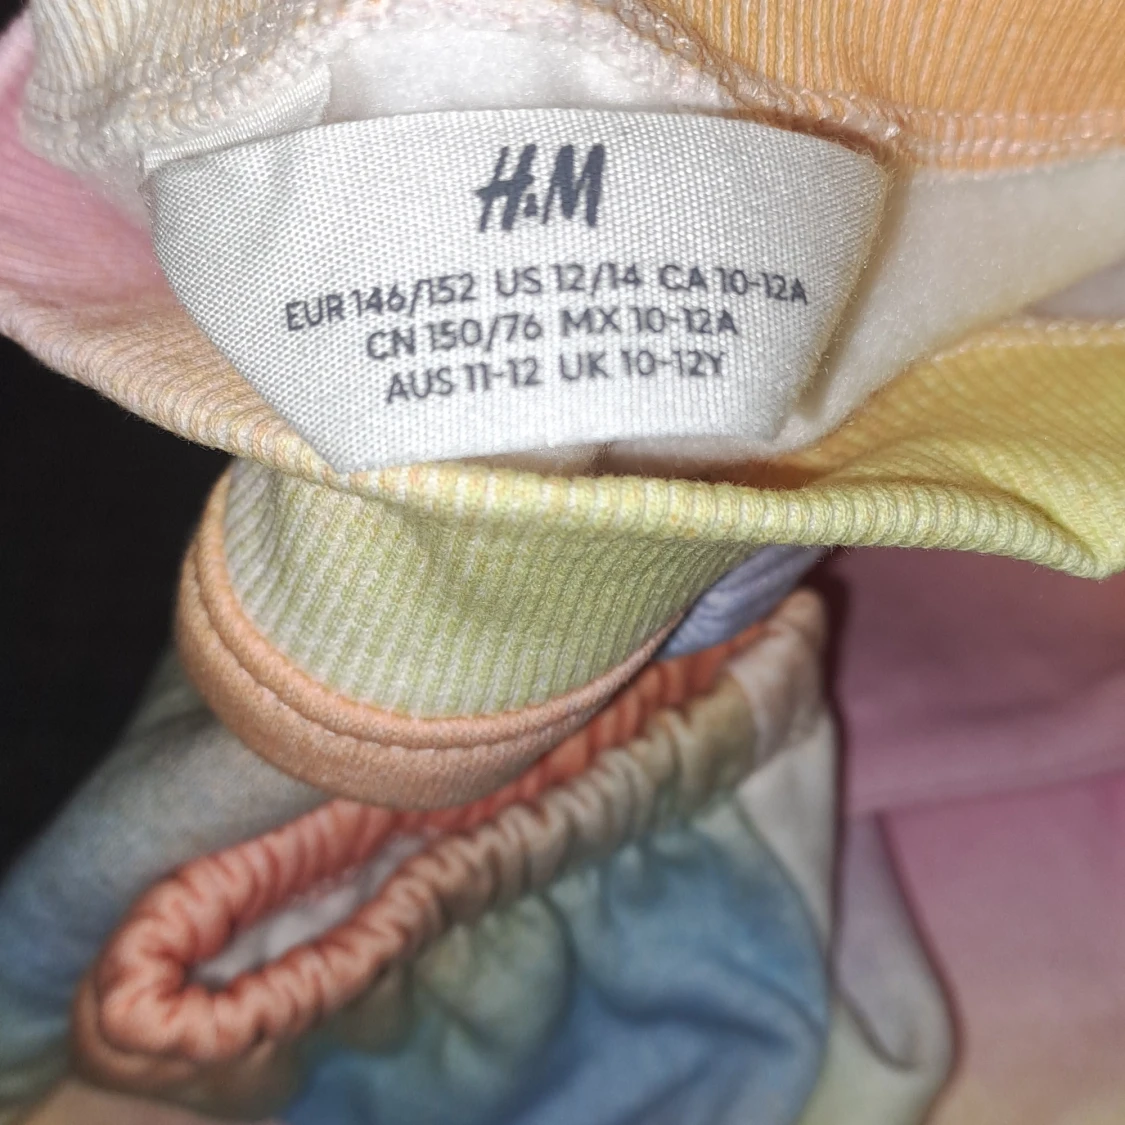 H&M
EUR 146/152 US 12/14 CA 10-12A
CN 150/76 MX 10-12A
AUS 11-12 UK 10-12Y